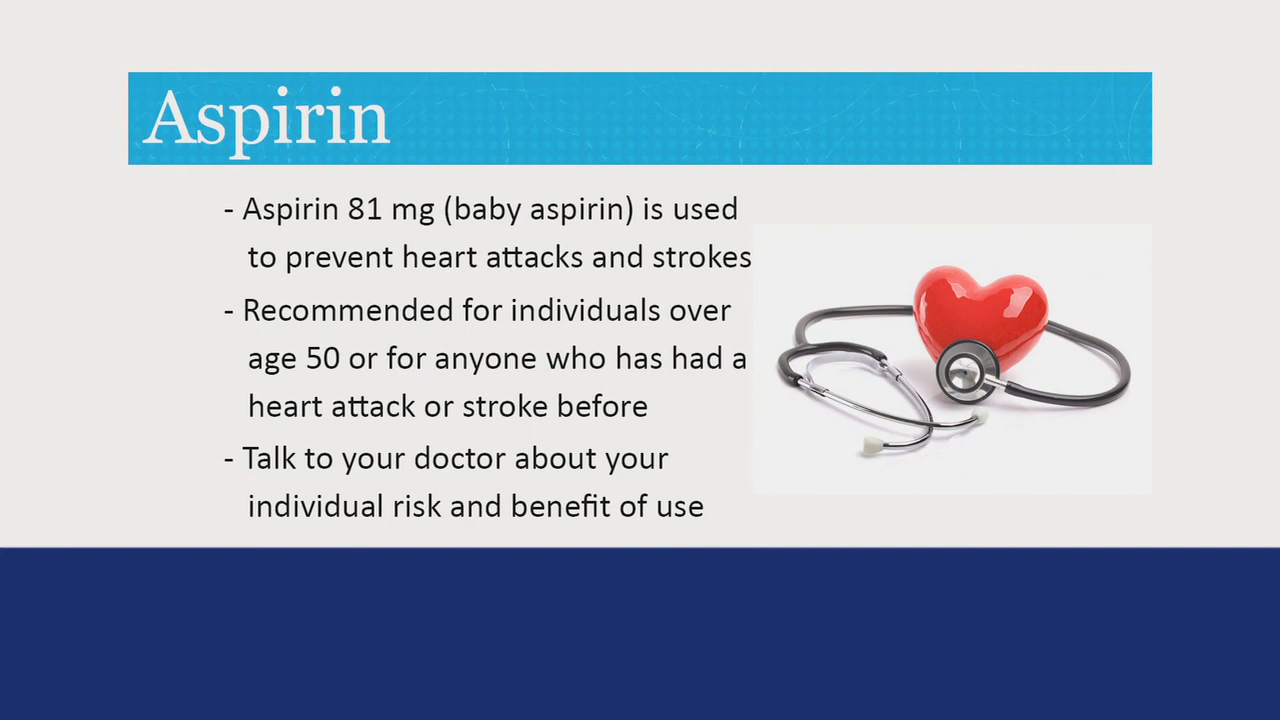 Aspirin
- Aspirin 81 mg (baby aspirin) is used
to prevent heart attacks and strokes
- Recommended for individuals over
age 50 or for anyone who has had a
heart attack or stroke before
- Talk to your doctor about your
individual risk and benefit of use